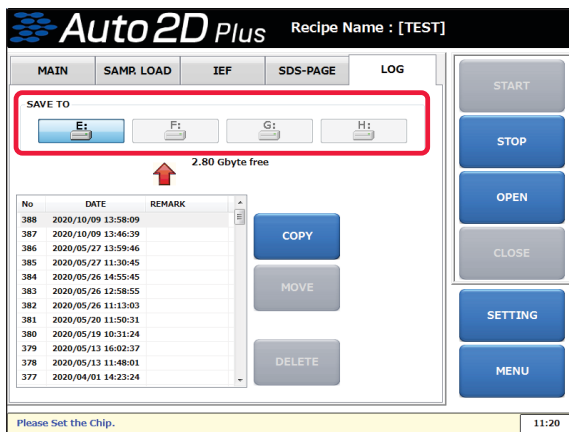 Auto2D Plus Recipe Name : [TEST]
MAIN SAMP. LOAD IEF SDS-PAGE LOG
SAVE TO
E: F: G: H:
2.80 Gbyte free
No DATE REMARK
388 2020/10/09 13:58:09
387 2020/10/09 13:46:39
386 2020/05/27 13:59:46
385 2020/05/27 11:30:45
384 2020/05/26 14:55:45
383 2020/05/26 12:58:55
382 2020/05/26 11:13:03
381 2020/05/20 11:50:31
380 2020/05/19 10:31:24
379 2020/05/13 16:02:37
378 2020/05/13 11:48:01
377 2020/04/01 14:23:24
COPY
MOVE
DELETE
START
STOP
OPEN
CLOSE
SETTING
MENU
Please Set the Chip.
11:20